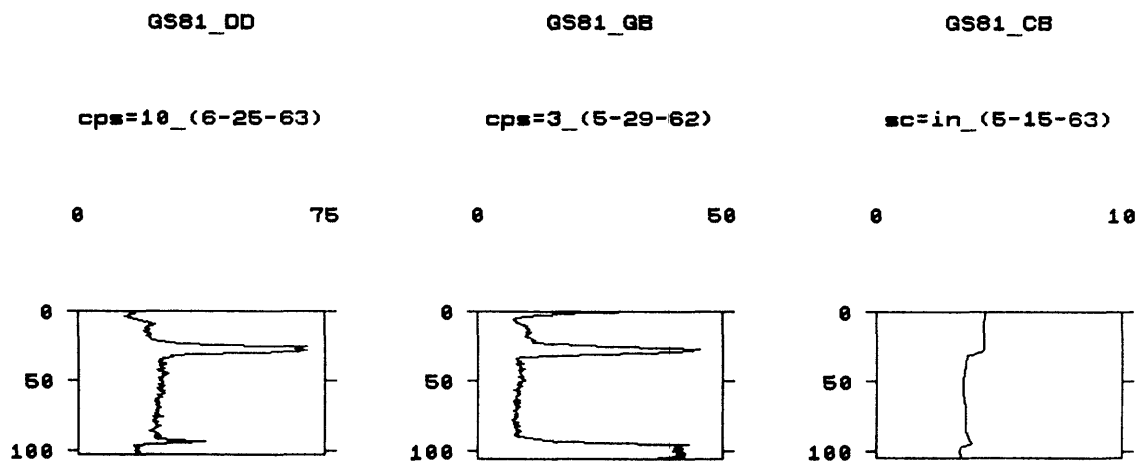 GS81_DD GS81_GB GS81_CB
cps=10_(6-25-63) cps=3_(5-29-62) sc=in_(5-15-63)
0 75 0 50 0 10
0 0 0
50 50 50
100 100 100